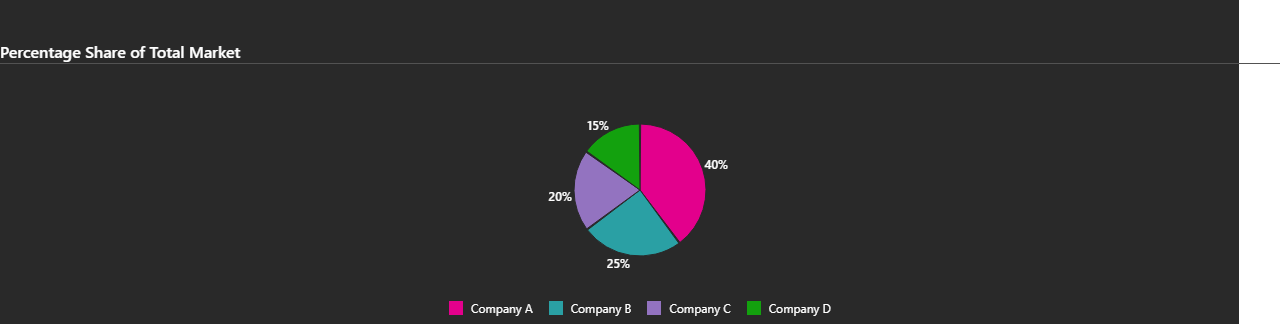 Percentage Share of Total Market
15%
40%
20%
25%
Company A Company B Company C Company D